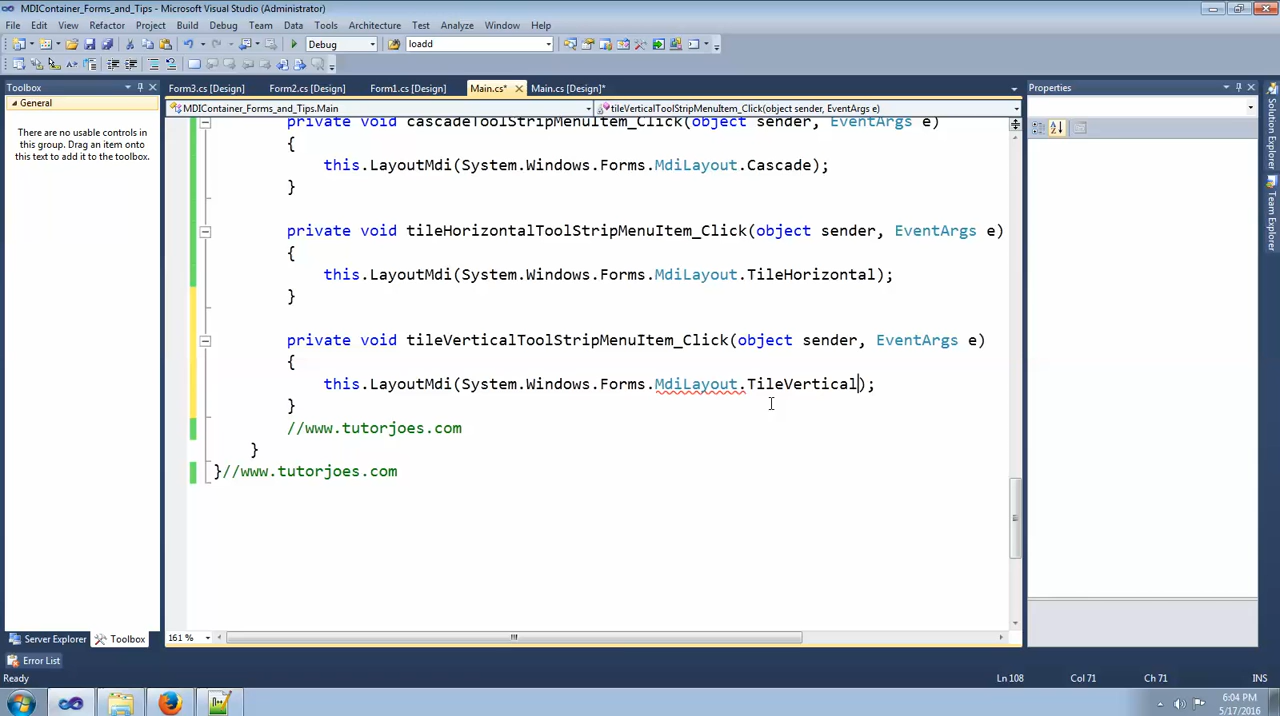 MDIContainer_Forms_and_Tips - Microsoft Visual Studio (Administrator)
File Edit View Refactor Project Build Debug Team Data Tools Architecture Test Analyze Window Help
Debug loadd
Toolbox
General
There are no usable controls in
this group. Drag an item onto
this text to add it to the toolbox.
Form3.cs [Design] Form2.cs [Design] Form1.cs [Design] Main.cs* Main.cs [Design]*
MDIContainer_Forms_and_Tips.Main tileVerticalToolStripMenuItem_Click(object sender, EventArgs e)
private void cascadeToolStripMenuItem_Click(object sender, EventArgs e)
{
this.LayoutMdi(System.Windows.Forms.MdiLayout.Cascade);
}
private void tileHorizontalToolStripMenuItem_Click(object sender, EventArgs e)
{
this.LayoutMdi(System.Windows.Forms.MdiLayout.TileHorizontal);
}
private void tileVerticalToolStripMenuItem_Click(object sender, EventArgs e)
{
this.LayoutMdi(System.Windows.Forms.MdiLayout.TileVertical);
}
//www.tutorjoes.com
}
}//www.tutorjoes.com
161 %
Properties
Solution Explorer
Team Explorer
Server Explorer Toolbox
Error List
Ready Ln 108 Col 71 Ch 71 INS
6:04 PM
5/17/2016